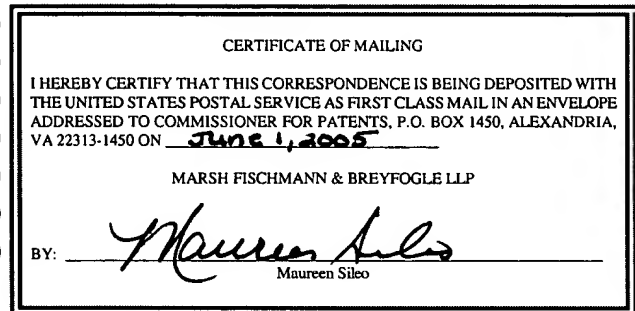 CERTIFICATE OF MAILING
I HEREBY CERTIFY THAT THIS CORRESPONDENCE IS BEING DEPOSITED WITH
THE UNITED STATES POSTAL SERVICE AS FIRST CLASS MAIL IN AN ENVELOPE
ADDRESSED TO COMMISSIONER FOR PATENTS, P.O. BOX 1450, ALEXANDRIA,
VA 22313-1450 ON June 1, 2005
MARSH FISCHMANN & BREYFOGLE LLP
BY: Maureen Sileo
Maureen Sileo